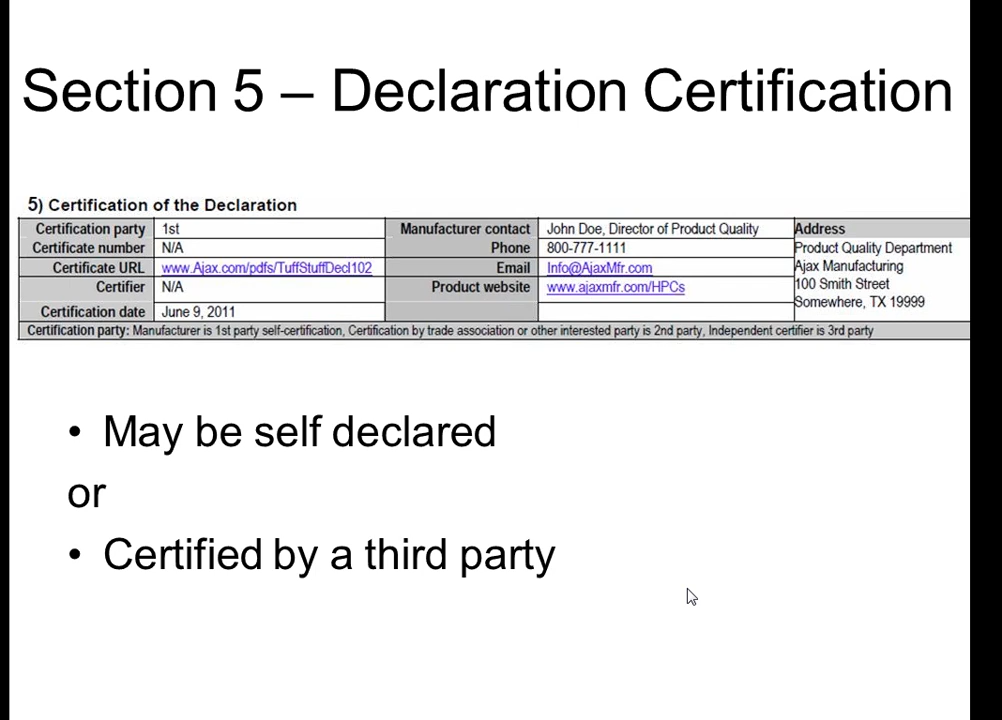 Section 5 – Declaration Certification
5) Certification of the Declaration
Certification party 1st Manufacturer contact John Doe, Director of Product Quality Address
Certificate number N/A Phone 800-777-1111 Product Quality Department
Certificate URL www.Ajax.com/pdfs/TuffStuffDecl102 Email Info@AjaxMfr.com Ajax Manufacturing
Certifier N/A Product website www.ajaxmfr.com/HPCs 100 Smith Street
Somewhere, TX 19999
Certification date June 9, 2011
Certification party: Manufacturer is 1st party self-certification, Certification by trade association or other interested party is 2nd party, Independent certifier is 3rd party
• May be self declared
or
• Certified by a third party